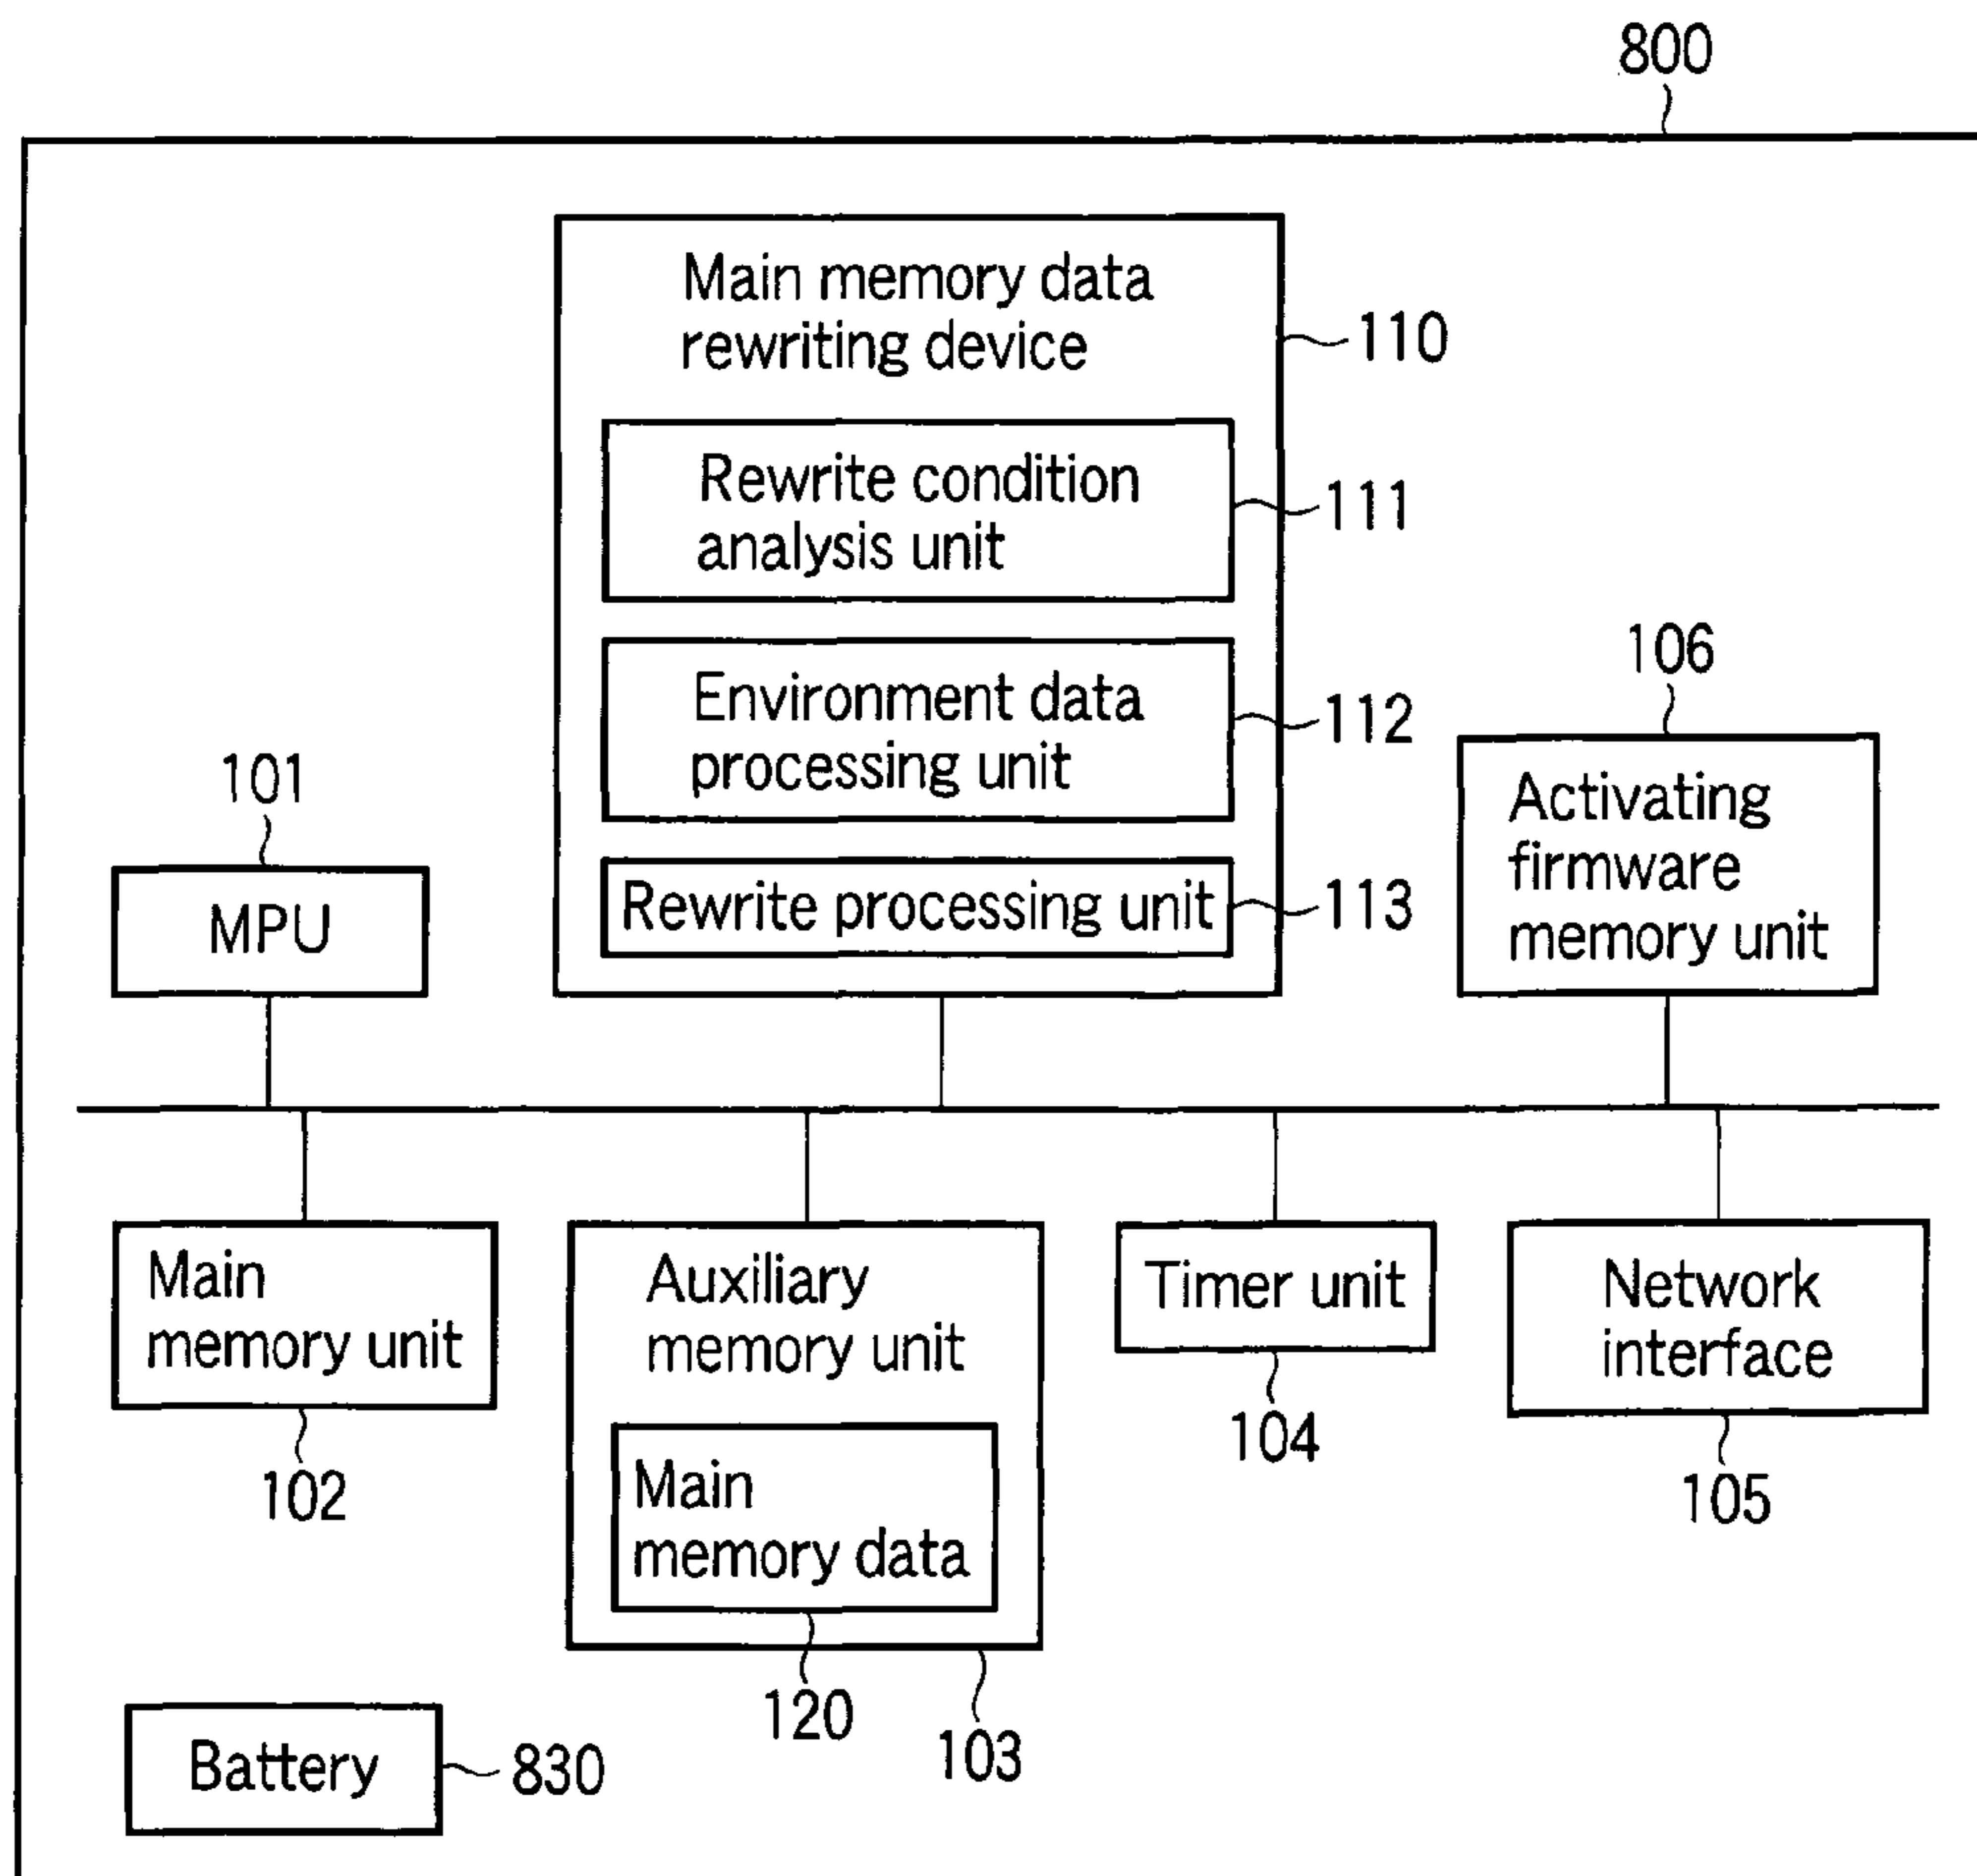 800
Main memory data
rewriting device
110
Rewrite condition
analysis unit
111
Environment data
processing unit
112
Rewrite processing unit
113
106
Activating
firmware
memory unit
101
MPU
Main
memory unit
102
Auxiliary
memory unit
Main
memory data
120
103
Timer unit
104
Network
interface
105
Battery
830